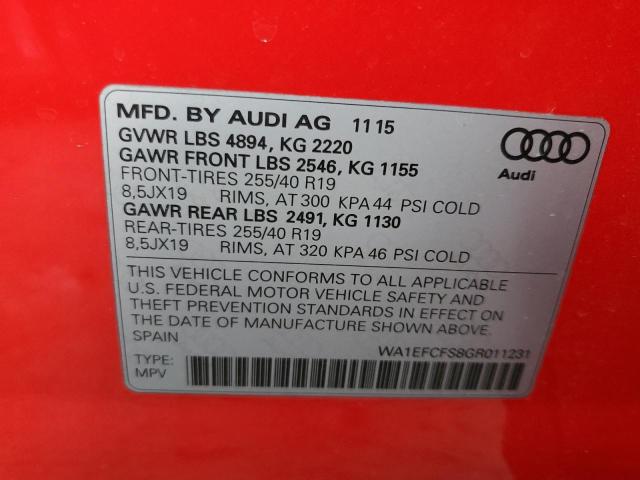 MFD. BY AUDI AG 11 15
GVWR LBS 4894, KG 2220
GAWR FRONT LBS 2546, KG 1155
FRONT-TIRES 255/40 R19
8,5JX19 RIMS, AT 300 KPA 44 PSI COLD
GAWR REAR LBS 2491, KG 1130
REAR-TIRES 255/40 R19
8,5JX19 RIMS, AT 320 KPA 46 PSI COLD
Audi
THIS VEHICLE CONFORMS TO ALL APPLICABLE
U.S. FEDERAL MOTOR VEHICLE SAFETY AND
THEFT PREVENTION STANDARDS IN EFFECT ON
THE DATE OF MANUFACTURE SHOWN ABOVE.
SPAIN
WA1EFCFS8GR011231
TYPE:
MPV